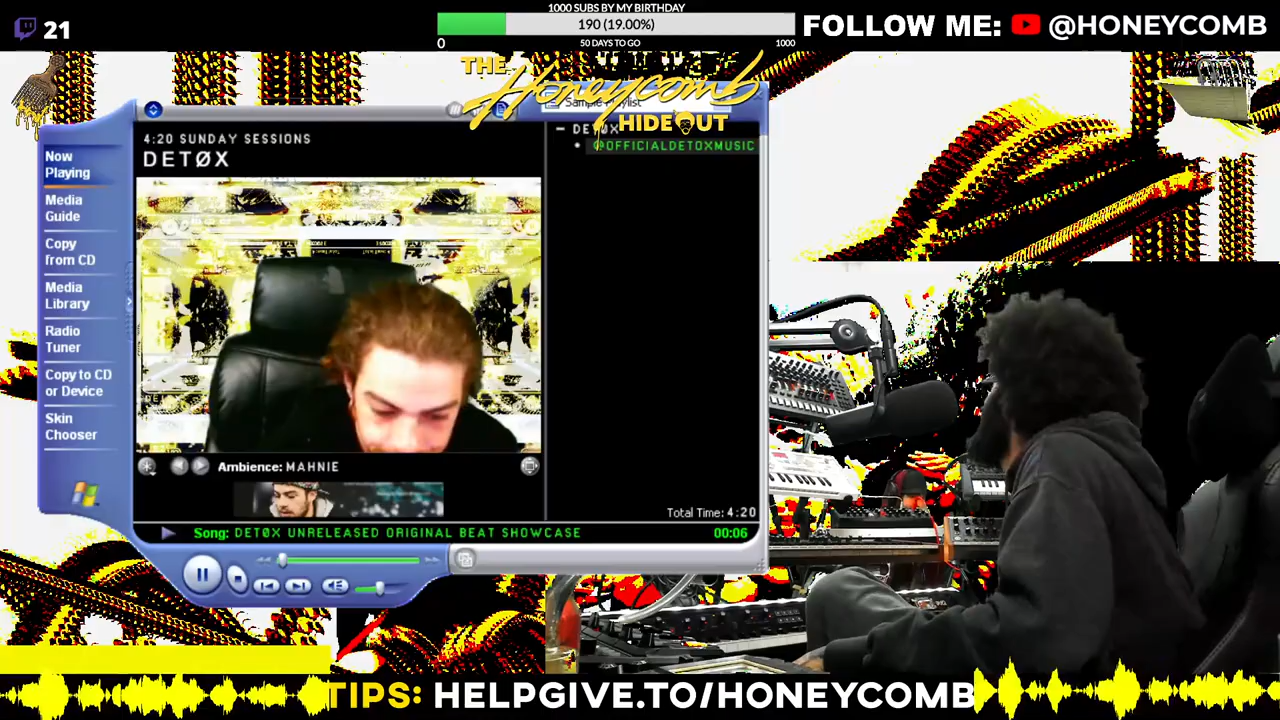 21
1000 SUBS BY MY BIRTHDAY
190 (19.00%)
0 50 DAYS TO GO 1000
FOLLOW ME: @HONEYCOMB
THE
Honeycomb
HIDEOUT
4:20 SUNDAY SESSIONS
DETØX
Sample Playlist
DETØX
@OFFICIALDETOXMUSIC
Now
Playing
Media
Guide
Copy
from CD
Media
Library
Radio
Tuner
Copy to CD
or Device
Skin
Chooser
Ambience: MAHNIE
Total Time: 4:20
Song: DETØX UNRELEASED ORIGINAL BEAT SHOWCASE 00:06
TIPS: HELPGIVE.TO/HONEYCOMB